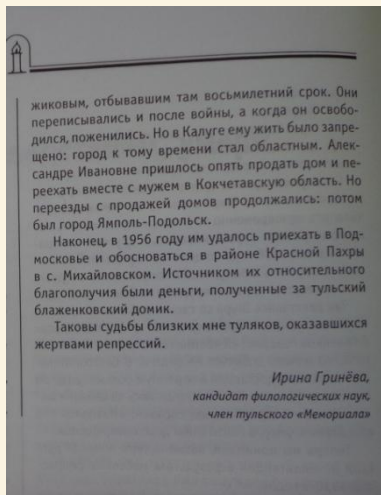 жиковым, отбывавшим там восьмилетний срок. Они
переписывались и после войны, а когда он освобо-
дился, поженились. Но в Калуге ему жить было запре-
щено: город к тому времени стал областным. Алек-
сандре Ивановне пришлось опять продать дом и пе-
реехать вместе с мужем в Кокчетавскую область. Но
переезды с продажей домов продолжались: потом
был город Ямполь-Подольск.
Наконец, в 1956 году им удалось приехать в Под-
московье и обосноваться в районе Красной Пахры
в с. Михайловском. Источником их относительного
благополучия были деньги, полученные за тульский
блаженковский домик.
Таковы судьбы близких мне туляков, оказавшихся
жертвами репрессий.
Ирина Гринёва,
кандидат филологических наук,
член тульского «Мемориала»